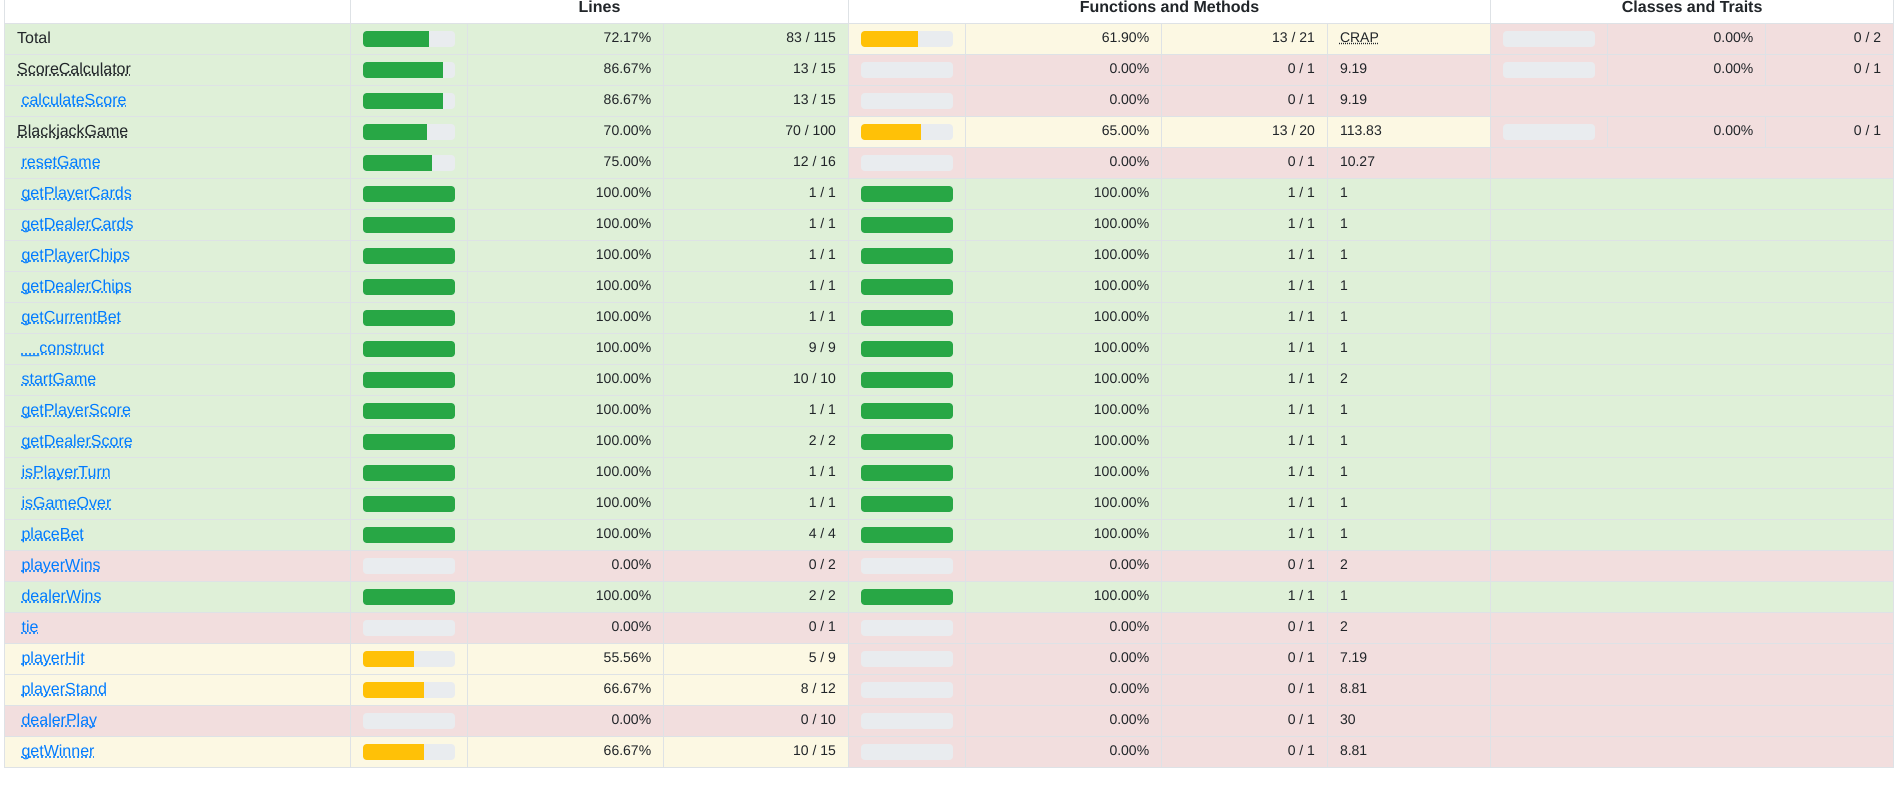 Lines Functions and Methods Classes and Traits
Total 72.17% 83 / 115 61.90% 13 / 21 CRAP 0.00% 0 / 2
ScoreCalculator 86.67% 13 / 15 0.00% 0 / 1 9.19 0.00% 0 / 1
calculateScore 86.67% 13 / 15 0.00% 0 / 1 9.19
BlackjackGame 70.00% 70 / 100 65.00% 13 / 20 113.83 0.00% 0 / 1
resetGame 75.00% 12 / 16 0.00% 0 / 1 10.27
getPlayerCards 100.00% 1 / 1 100.00% 1 / 1 1
getDealerCards 100.00% 1 / 1 100.00% 1 / 1 1
getPlayerChips 100.00% 1 / 1 100.00% 1 / 1 1
getDealerChips 100.00% 1 / 1 100.00% 1 / 1 1
getCurrentBet 100.00% 1 / 1 100.00% 1 / 1 1
__construct 100.00% 9 / 9 100.00% 1 / 1 1
startGame 100.00% 10 / 10 100.00% 1 / 1 2
getPlayerScore 100.00% 1 / 1 100.00% 1 / 1 1
getDealerScore 100.00% 2 / 2 100.00% 1 / 1 1
isPlayerTurn 100.00% 1 / 1 100.00% 1 / 1 1
isGameOver 100.00% 1 / 1 100.00% 1 / 1 1
placeBet 100.00% 4 / 4 100.00% 1 / 1 1
playerWins 0.00% 0 / 2 0.00% 0 / 1 2
dealerWins 100.00% 2 / 2 100.00% 1 / 1 1
tie 0.00% 0 / 1 0.00% 0 / 1 2
playerHit 55.56% 5 / 9 0.00% 0 / 1 7.19
playerStand 66.67% 8 / 12 0.00% 0 / 1 8.81
dealerPlay 0.00% 0 / 10 0.00% 0 / 1 30
getWinner 66.67% 10 / 15 0.00% 0 / 1 8.81